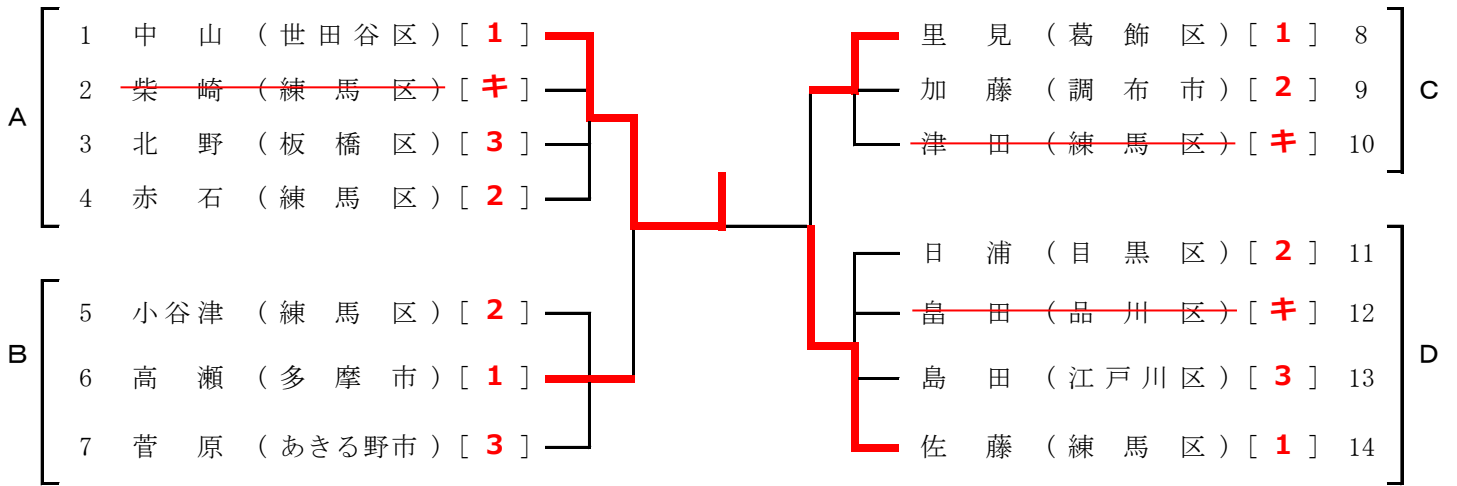 A
1 中山 (世田谷区) [ 1 ]
2 柴崎 (練馬区) [ キ ]
3 北野 (板橋区) [ 3 ]
4 赤石 (練馬区) [ 2 ]
B
5 小谷津 (練馬区) [ 2 ]
6 高瀬 (多摩市) [ 1 ]
7 菅原 (あきる野市) [ 3 ]
里見 (葛飾区) [ 1 ] 8
加藤 (調布市) [ 2 ] 9
津田 (練馬区) [ キ ] 10
C
日浦 (目黒区) [ 2 ] 11
畠田 (品川区) [ キ ] 12
島田 (江戸川区) [ 3 ] 13
佐藤 (練馬区) [ 1 ] 14
D